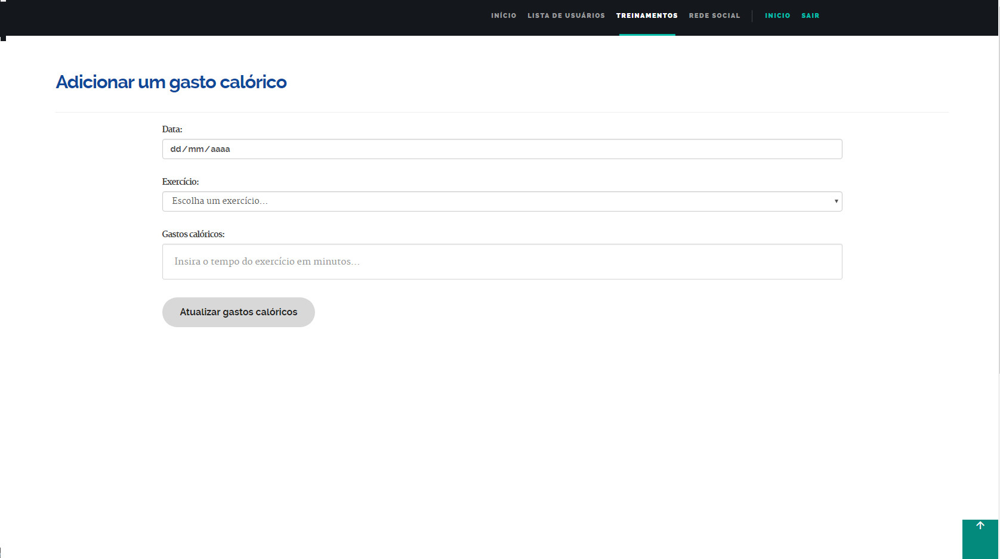 INÍCIO LISTA DE USUÁRIOS TREINAMENTOS REDE SOCIAL INICIO SAIR
Adicionar um gasto calórico
Data:
dd/mm/aaaa
Exercício:
Escolha um exercício...
Gastos calóricos:
Insira o tempo do exercício em minutos...
Atualizar gastos calóricos